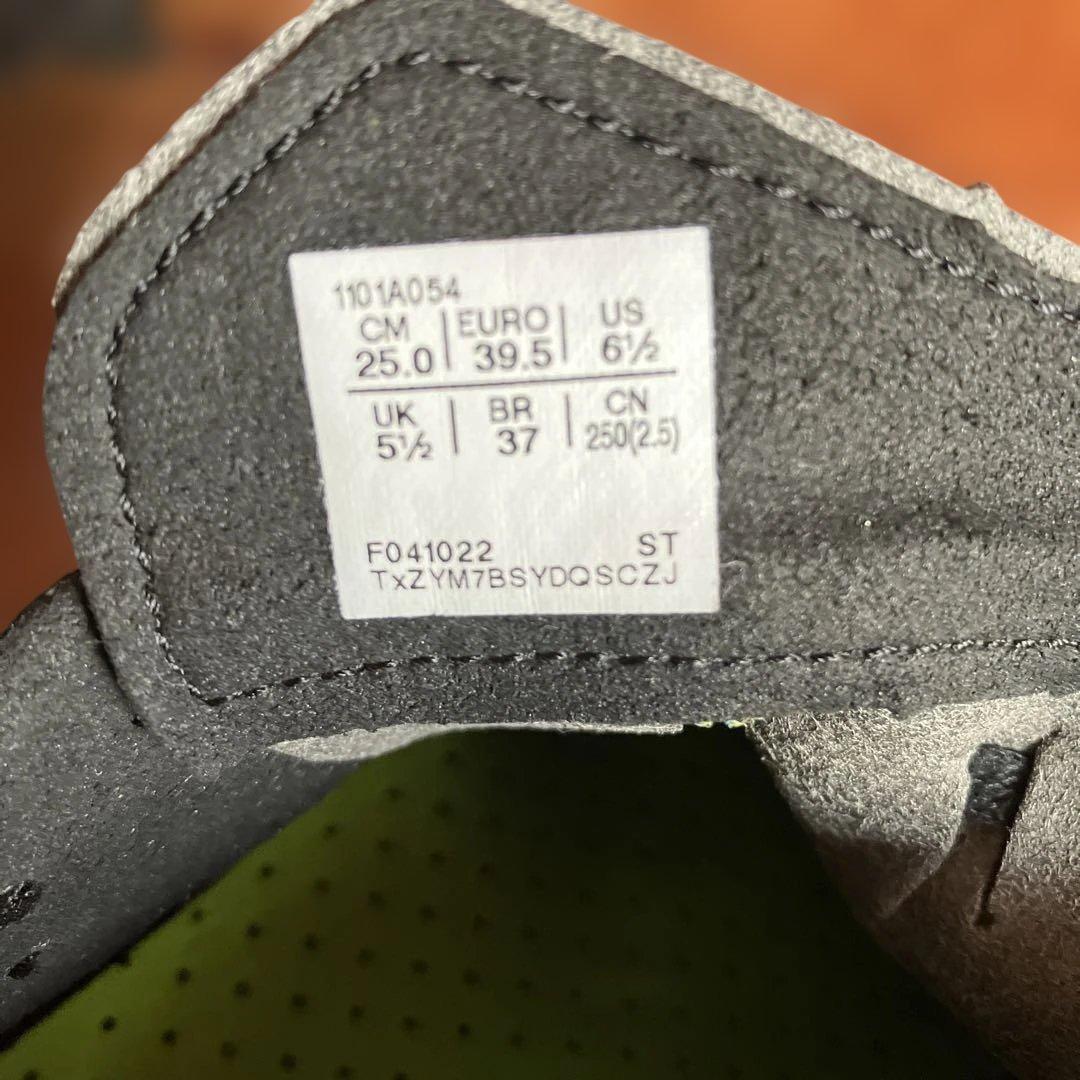 1101A054
CM | EURO | US
25.0 | 39.5 | 6½
UK | BR | CN
5½ | 37 | 250(2.5)
F041022 ST
TxZYM7BSYDQSCZJ